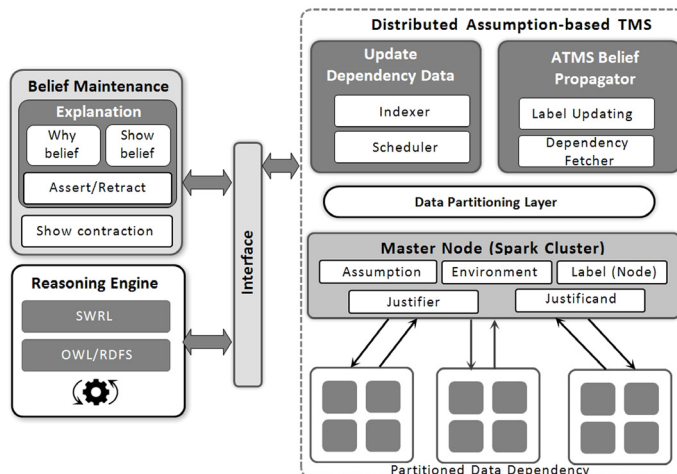 Distributed Assumption-based TMS
Belief Maintenance
Explanation
Why
belief
Show
belief
Assert/Retract
Show contraction
Reasoning Engine
SWRL
OWL/RDFS
Interface
Update
Dependency Data
Indexer
Scheduler
ATMS Belief
Propagator
Label Updating
Dependency
Fetcher
Data Partitioning Layer
Master Node (Spark Cluster)
Assumption
Environment
Label (Node)
Justifier
Justificand
Partitioned Data Dependency